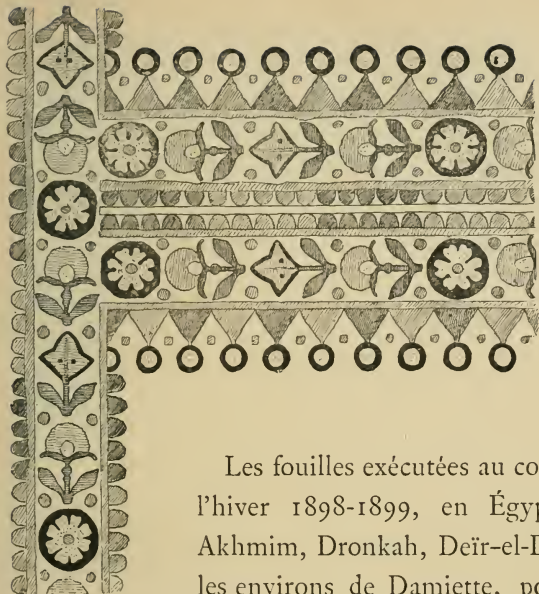 Les fouilles exécutées au co
l'hiver 1898-1899, en Égyp
Akhmim, Dronkah, Deïr-el-D
les environs de Damiette, po